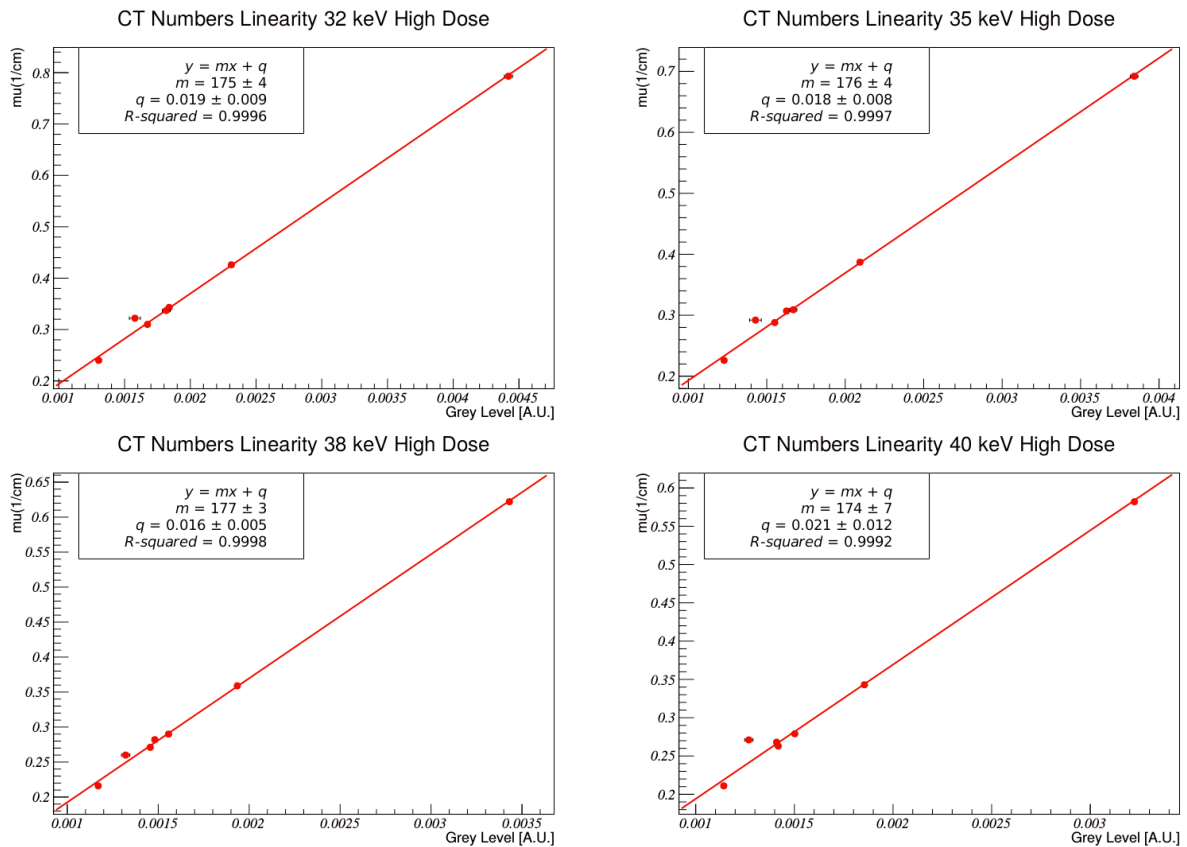 CT Numbers Linearity 32 keV High Dose
mu(1/cm)
y = mx + q
m = 175 ± 4
q = 0.019 ± 0.009
R-squared = 0.9996
0.8
0.7
0.6
0.5
0.4
0.3
0.2
0.001 0.0015 0.002 0.0025 0.003 0.0035 0.004 0.0045
Grey Level [A.U.]
CT Numbers Linearity 35 keV High Dose
mu(1/cm)
y = mx + q
m = 176 ± 4
q = 0.018 ± 0.008
R-squared = 0.9997
0.7
0.6
0.5
0.4
0.3
0.2
0.001 0.0015 0.002 0.0025 0.003 0.0035 0.004
Grey Level [A.U.]
CT Numbers Linearity 38 keV High Dose
mu(1/cm)
y = mx + q
m = 177 ± 3
q = 0.016 ± 0.005
R-squared = 0.9998
0.65
0.6
0.55
0.5
0.45
0.4
0.35
0.3
0.25
0.2
0.001 0.0015 0.002 0.0025 0.003 0.0035
Grey Level [A.U.]
CT Numbers Linearity 40 keV High Dose
mu(1/cm)
y = mx + q
m = 174 ± 7
q = 0.021 ± 0.012
R-squared = 0.9992
0.6
0.55
0.5
0.45
0.4
0.35
0.3
0.25
0.2
0.001 0.0015 0.002 0.0025 0.003
Grey Level [A.U.]